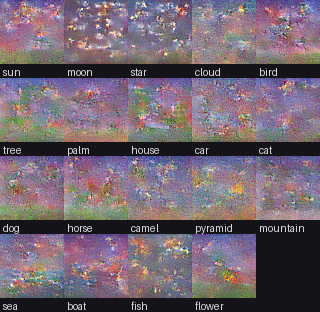 sun moon star cloud bird
tree palm house car cat
dog horse camel pyramid mountain
sea boat fish flower